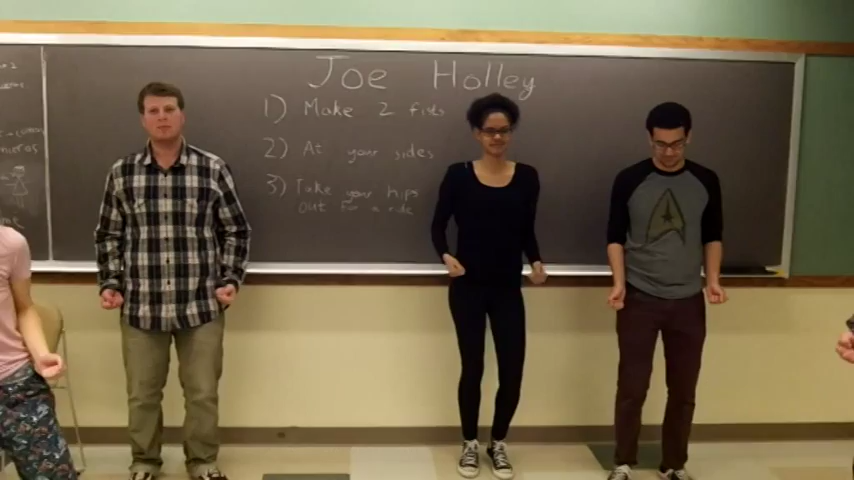 Joe Holley
1) Make 2 fists
2) At your sides
3) Take your hips
out for a ride